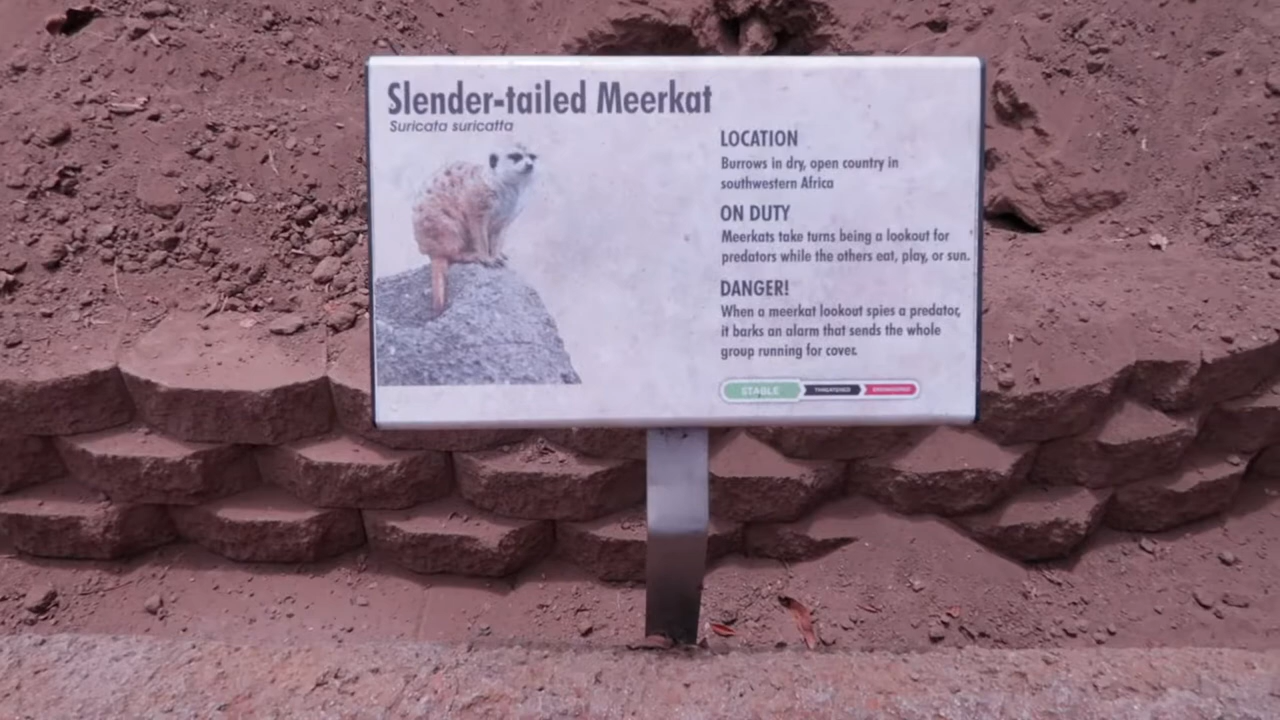 Slender-tailed Meerkat
Suricata suricatta
LOCATION
Burrows in dry, open country in
southwestern Africa
ON DUTY
Meerkats take turns being a lookout for
predators while the others eat, play, or sun.
DANGER!
When a meerkat lookout spies a predator,
it barks an alarm that sends the whole
group running for cover.
STABLE THREATENED ENDANGERED